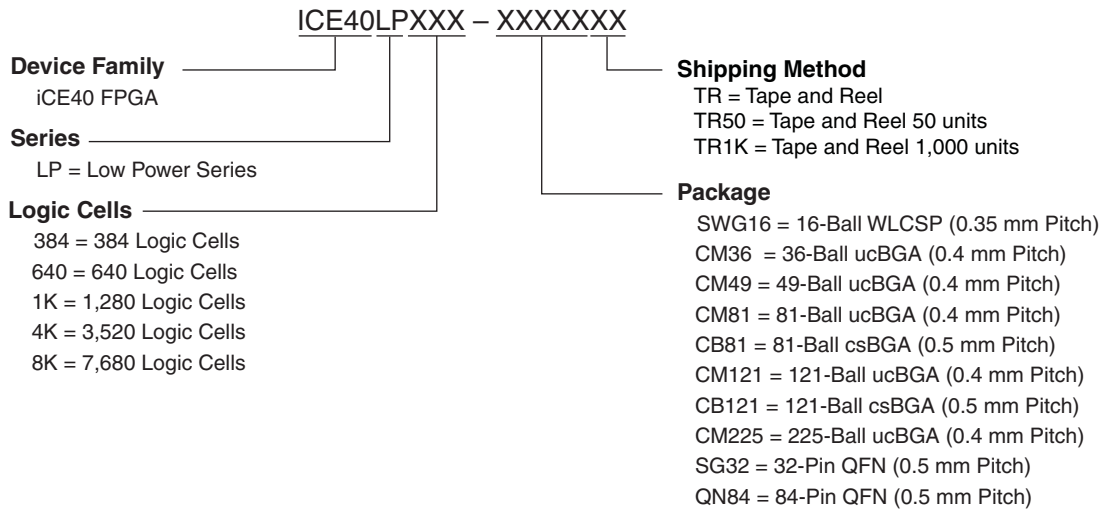 ICE40LPXXX – XXXXXXX
Device Family
iCE40 FPGA
Series
LP = Low Power Series
Logic Cells
384 = 384 Logic Cells
640 = 640 Logic Cells
1K = 1,280 Logic Cells
4K = 3,520 Logic Cells
8K = 7,680 Logic Cells
Shipping Method
TR = Tape and Reel
TR50 = Tape and Reel 50 units
TR1K = Tape and Reel 1,000 units
Package
SWG16 = 16-Ball WLCSP (0.35 mm Pitch)
CM36 = 36-Ball ucBGA (0.4 mm Pitch)
CM49 = 49-Ball ucBGA (0.4 mm Pitch)
CM81 = 81-Ball ucBGA (0.4 mm Pitch)
CB81 = 81-Ball csBGA (0.5 mm Pitch)
CM121 = 121-Ball ucBGA (0.4 mm Pitch)
CB121 = 121-Ball csBGA (0.5 mm Pitch)
CM225 = 225-Ball ucBGA (0.4 mm Pitch)
SG32 = 32-Pin QFN (0.5 mm Pitch)
QN84 = 84-Pin QFN (0.5 mm Pitch)